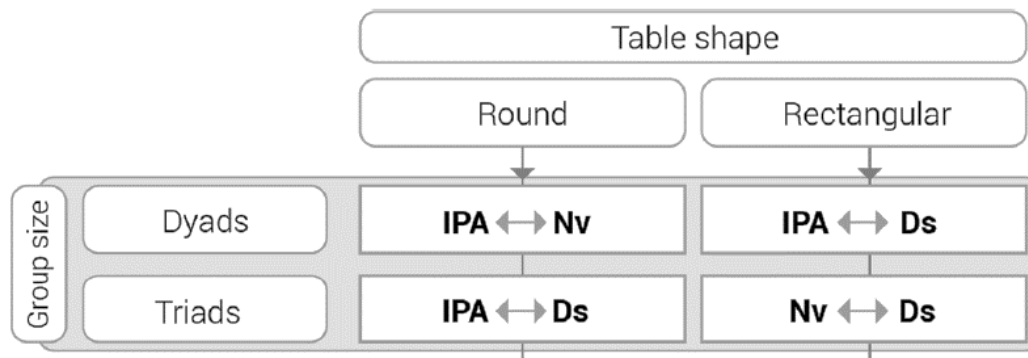 Table shape
Round Rectangular
Group size
Dyads IPA Nv IPA Ds
Triads IPA Ds Nv Ds